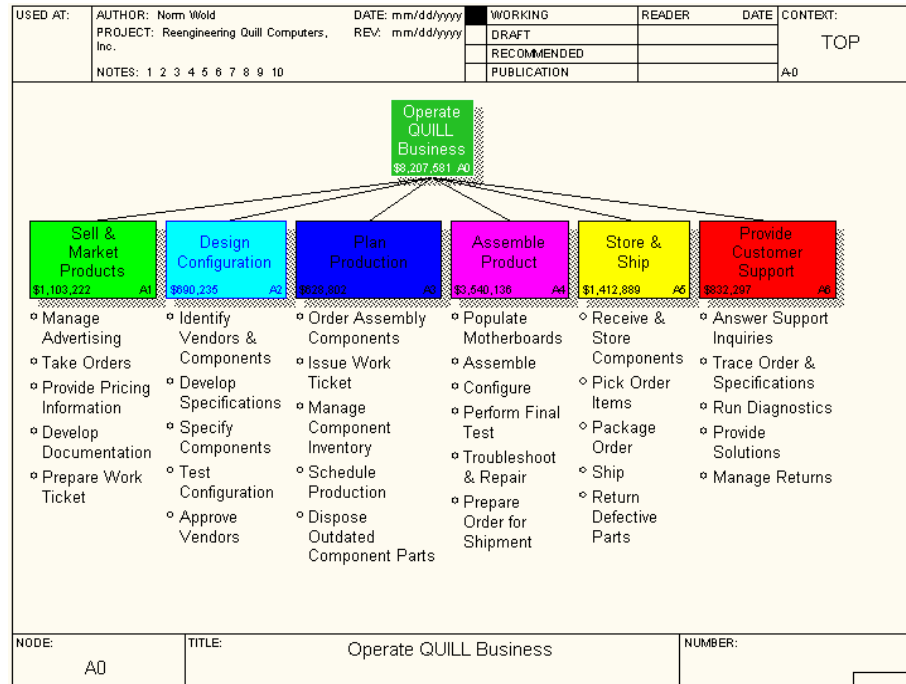 USED AT:
AUTHOR: Norm Wold
DATE: mm/dd/yyyy
PROJECT: Reengineering Quill Computers,
Inc.
REV: mm/dd/yyyy
NOTES: 1 2 3 4 5 6 7 8 9 10
WORKING
DRAFT
RECOMMENDED
PUBLICATION
READER
DATE
CONTEXT:
TOP
A-0
Operate
QUILL
Business
$8,207,581 A0
Sell &
Market
Products
$1,103,222 A1
Design
Configuration
$690,235 A2
Plan
Production
A3
Assemble
Product
$3,540,136 A4
Store &
Ship
$1,412,889 A5
Provide
Customer
Support
$832,297 A6
Manage
Advertising
Take Orders
Provide Pricing
Information
Develop
Documentation
Prepare Work
Ticket
Identify
Vendors &
Components
Develop
Specifications
Specify
Components
Test
Configuration
Approve
Vendors
Order Assembly
Components
Issue Work
Ticket
Manage
Component
Inventory
Schedule
Production
Dispose
Outdated
Component Parts
Populate
Motherboards
Assemble
Configure
Perform Final
Test
Troubleshoot
& Repair
Prepare
Order for
Shipment
Receive &
Store
Components
Pick Order
Items
Package
Order
Ship
Return
Defective
Parts
Answer Support
Inquiries
Trace Order &
Specifications
Run Diagnostics
Provide
Solutions
Manage Returns
NODE:
A0
TITLE:
Operate QUILL Business
NUMBER: